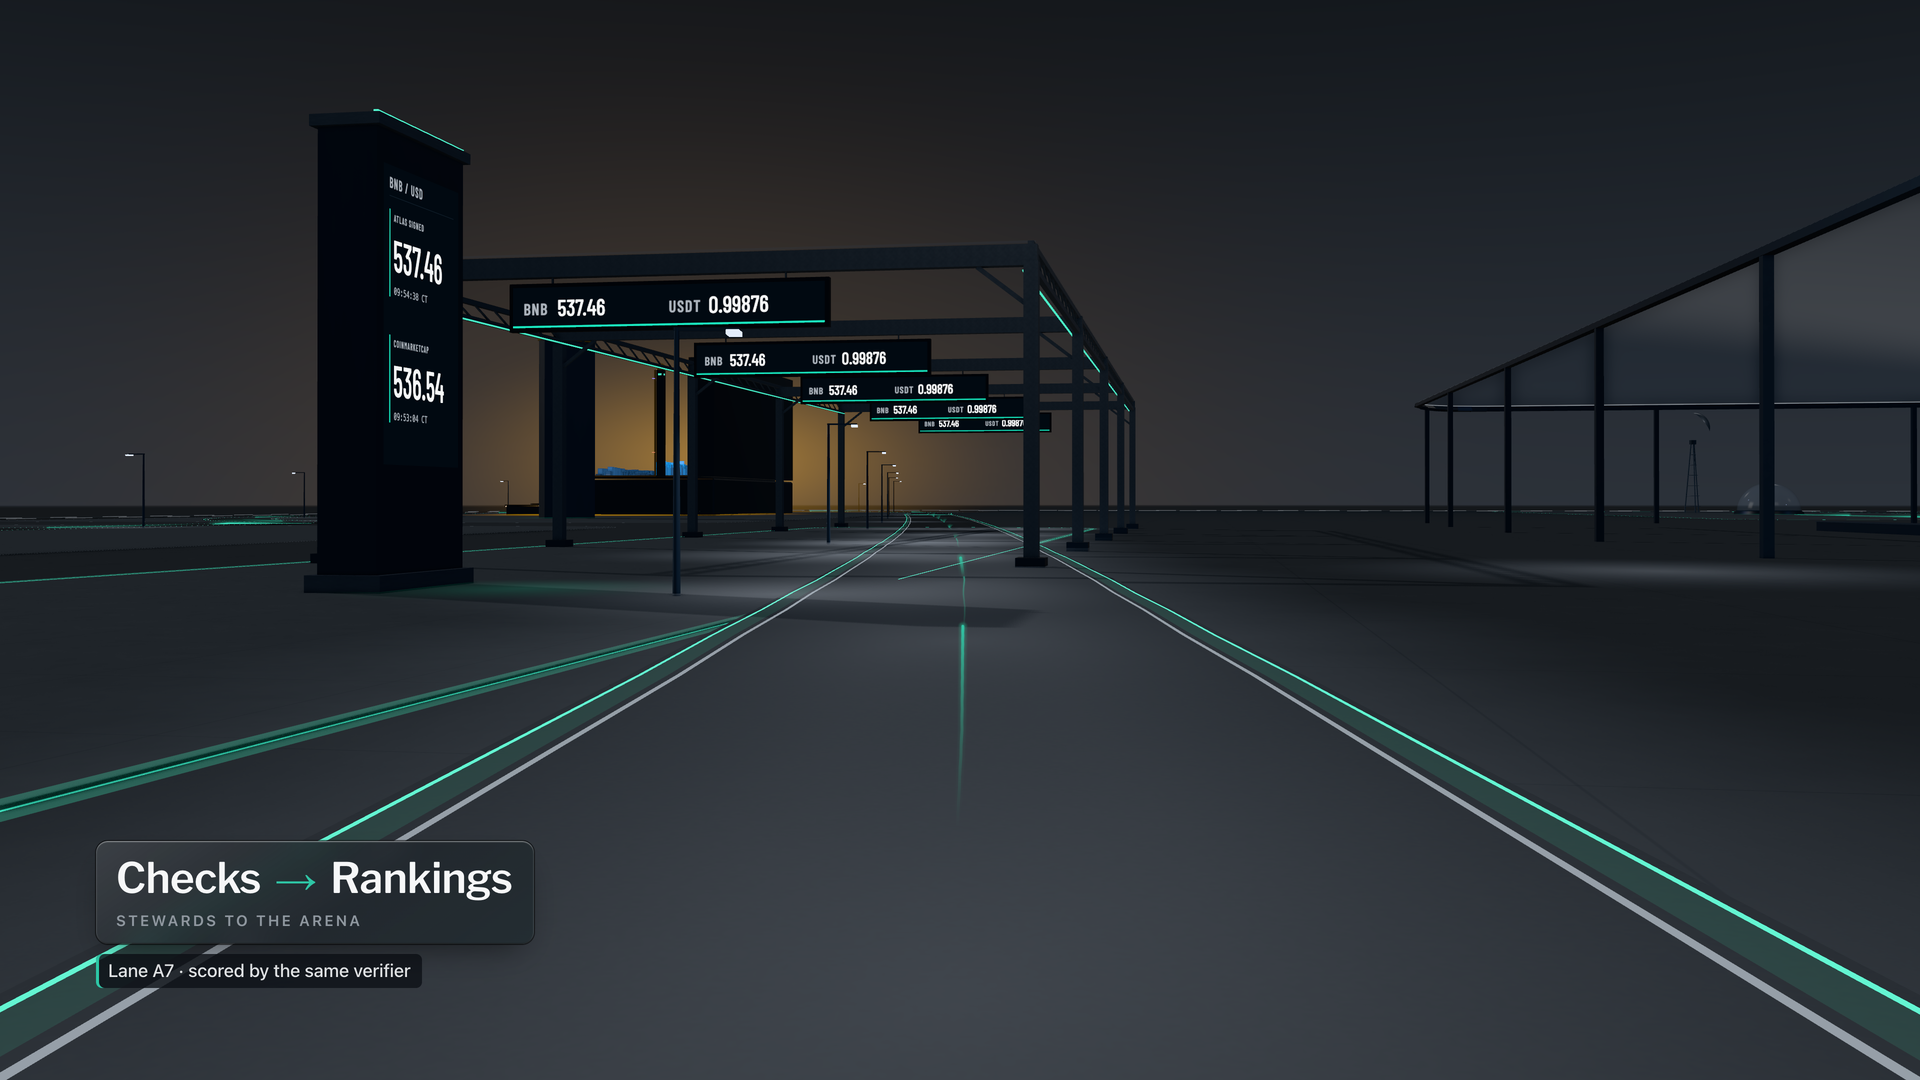 BNB / USD
ATLAS SIGNED
537.46
09:54:38 CT
COINMARKETCAP
536.54
09:53:04 CT
BNB 537.46 USDT 0.99876
BNB 537.46 USDT 0.99876
BNB 537.46 USDT 0.99876
BNB 537.46 USDT 0.99876
BNB 537.46 USDT 0.9987
Checks → Rankings
STEWARDS TO THE ARENA
Lane A7 · scored by the same verifier